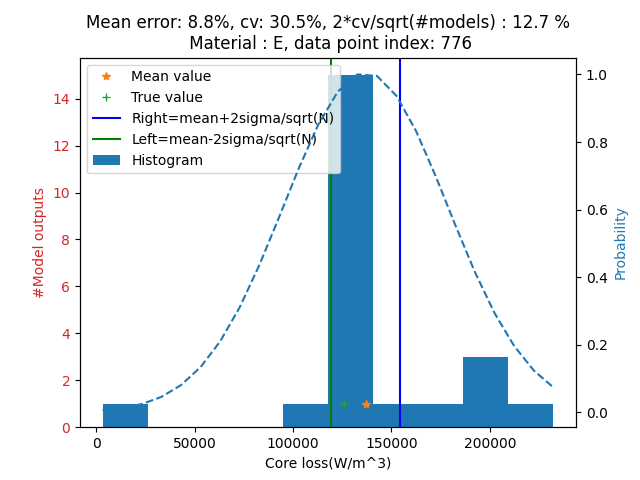 Mean error: 8.8%, cv: 30.5%, 2*cv/sqrt(#models) : 12.7 %
Material : E, data point index: 776
Mean value
True value
Right=mean+2sigma/sqrt(N)
Left=mean-2sigma/sqrt(N)
Histogram
14
12
10
8
6
4
2
0
#Model outputs
1.0
0.8
0.6
0.4
0.2
0.0
Probability
0 50000 100000 150000 200000
Core loss(W/m^3)